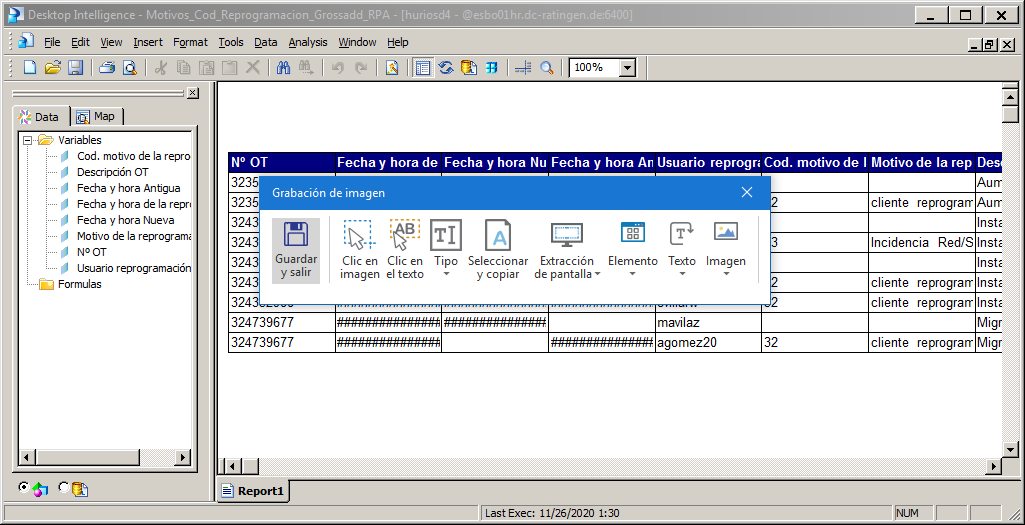 Desktop Intelligence - Motivos_Cod_Reprogramacion_Grossadd_RPA - [huriosd4 - @esbo01hr.dc-ratingen.de:6400]
File Edit View Insert Format Tools Data Analysis Window Help
100%
Data Map
Variables
Cod. motivo de la repro
Descripción OT
Fecha y hora Antigua
Fecha y hora de la repr
Fecha y hora Nueva
Motivo de la reprograma
Nº OT
Usuario reprogramación
Formulas
Nº OT Fecha y hora de Fecha y hora Nu Fecha y hora An Usuario reprogra Cod. motivo de l Motivo de la rep Desc
3235 Aum
3235 2 cliente reprogram Aum
3243 Insta
3243 3 Incidencia Red/S Insta
3243 Insta
3243 2 cliente reprogram Insta
cliente reprogram Insta
324739677 ############### ############### mavilaz Migr
324739677 ############### ############### agomez20 32 cliente reprogram Migr
Grabación de imagen
Guardar y salir
Clic en imagen
Clic en el texto
Tipo
Seleccionar y copiar
Extracción de pantalla
Elemento
Texto
Imagen
Report1
Last Exec: 11/26/2020 1:30
NUM